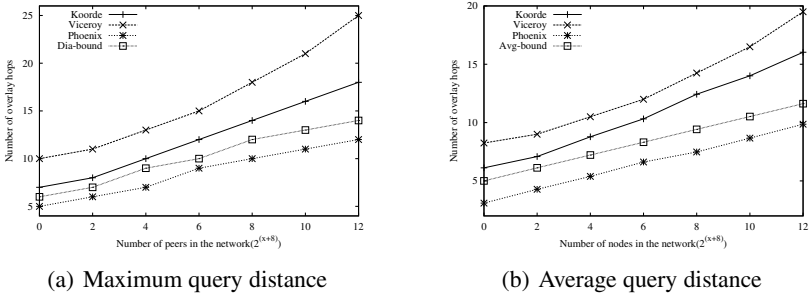 Koorde
Viceroy
Phoenix
Dia-bound
25
20
15
10
5
0 2 4 6 8 10 12
Number of overlay hops
Number of peers in the network(2^(x+8))
(a) Maximum query distance
Koorde
Viceroy
Phoenix
Avg-bound
20
15
10
5
0 2 4 6 8 10 12
Number of overlay hops
Number of nodes in the network(2^(x+8))
(b) Average query distance